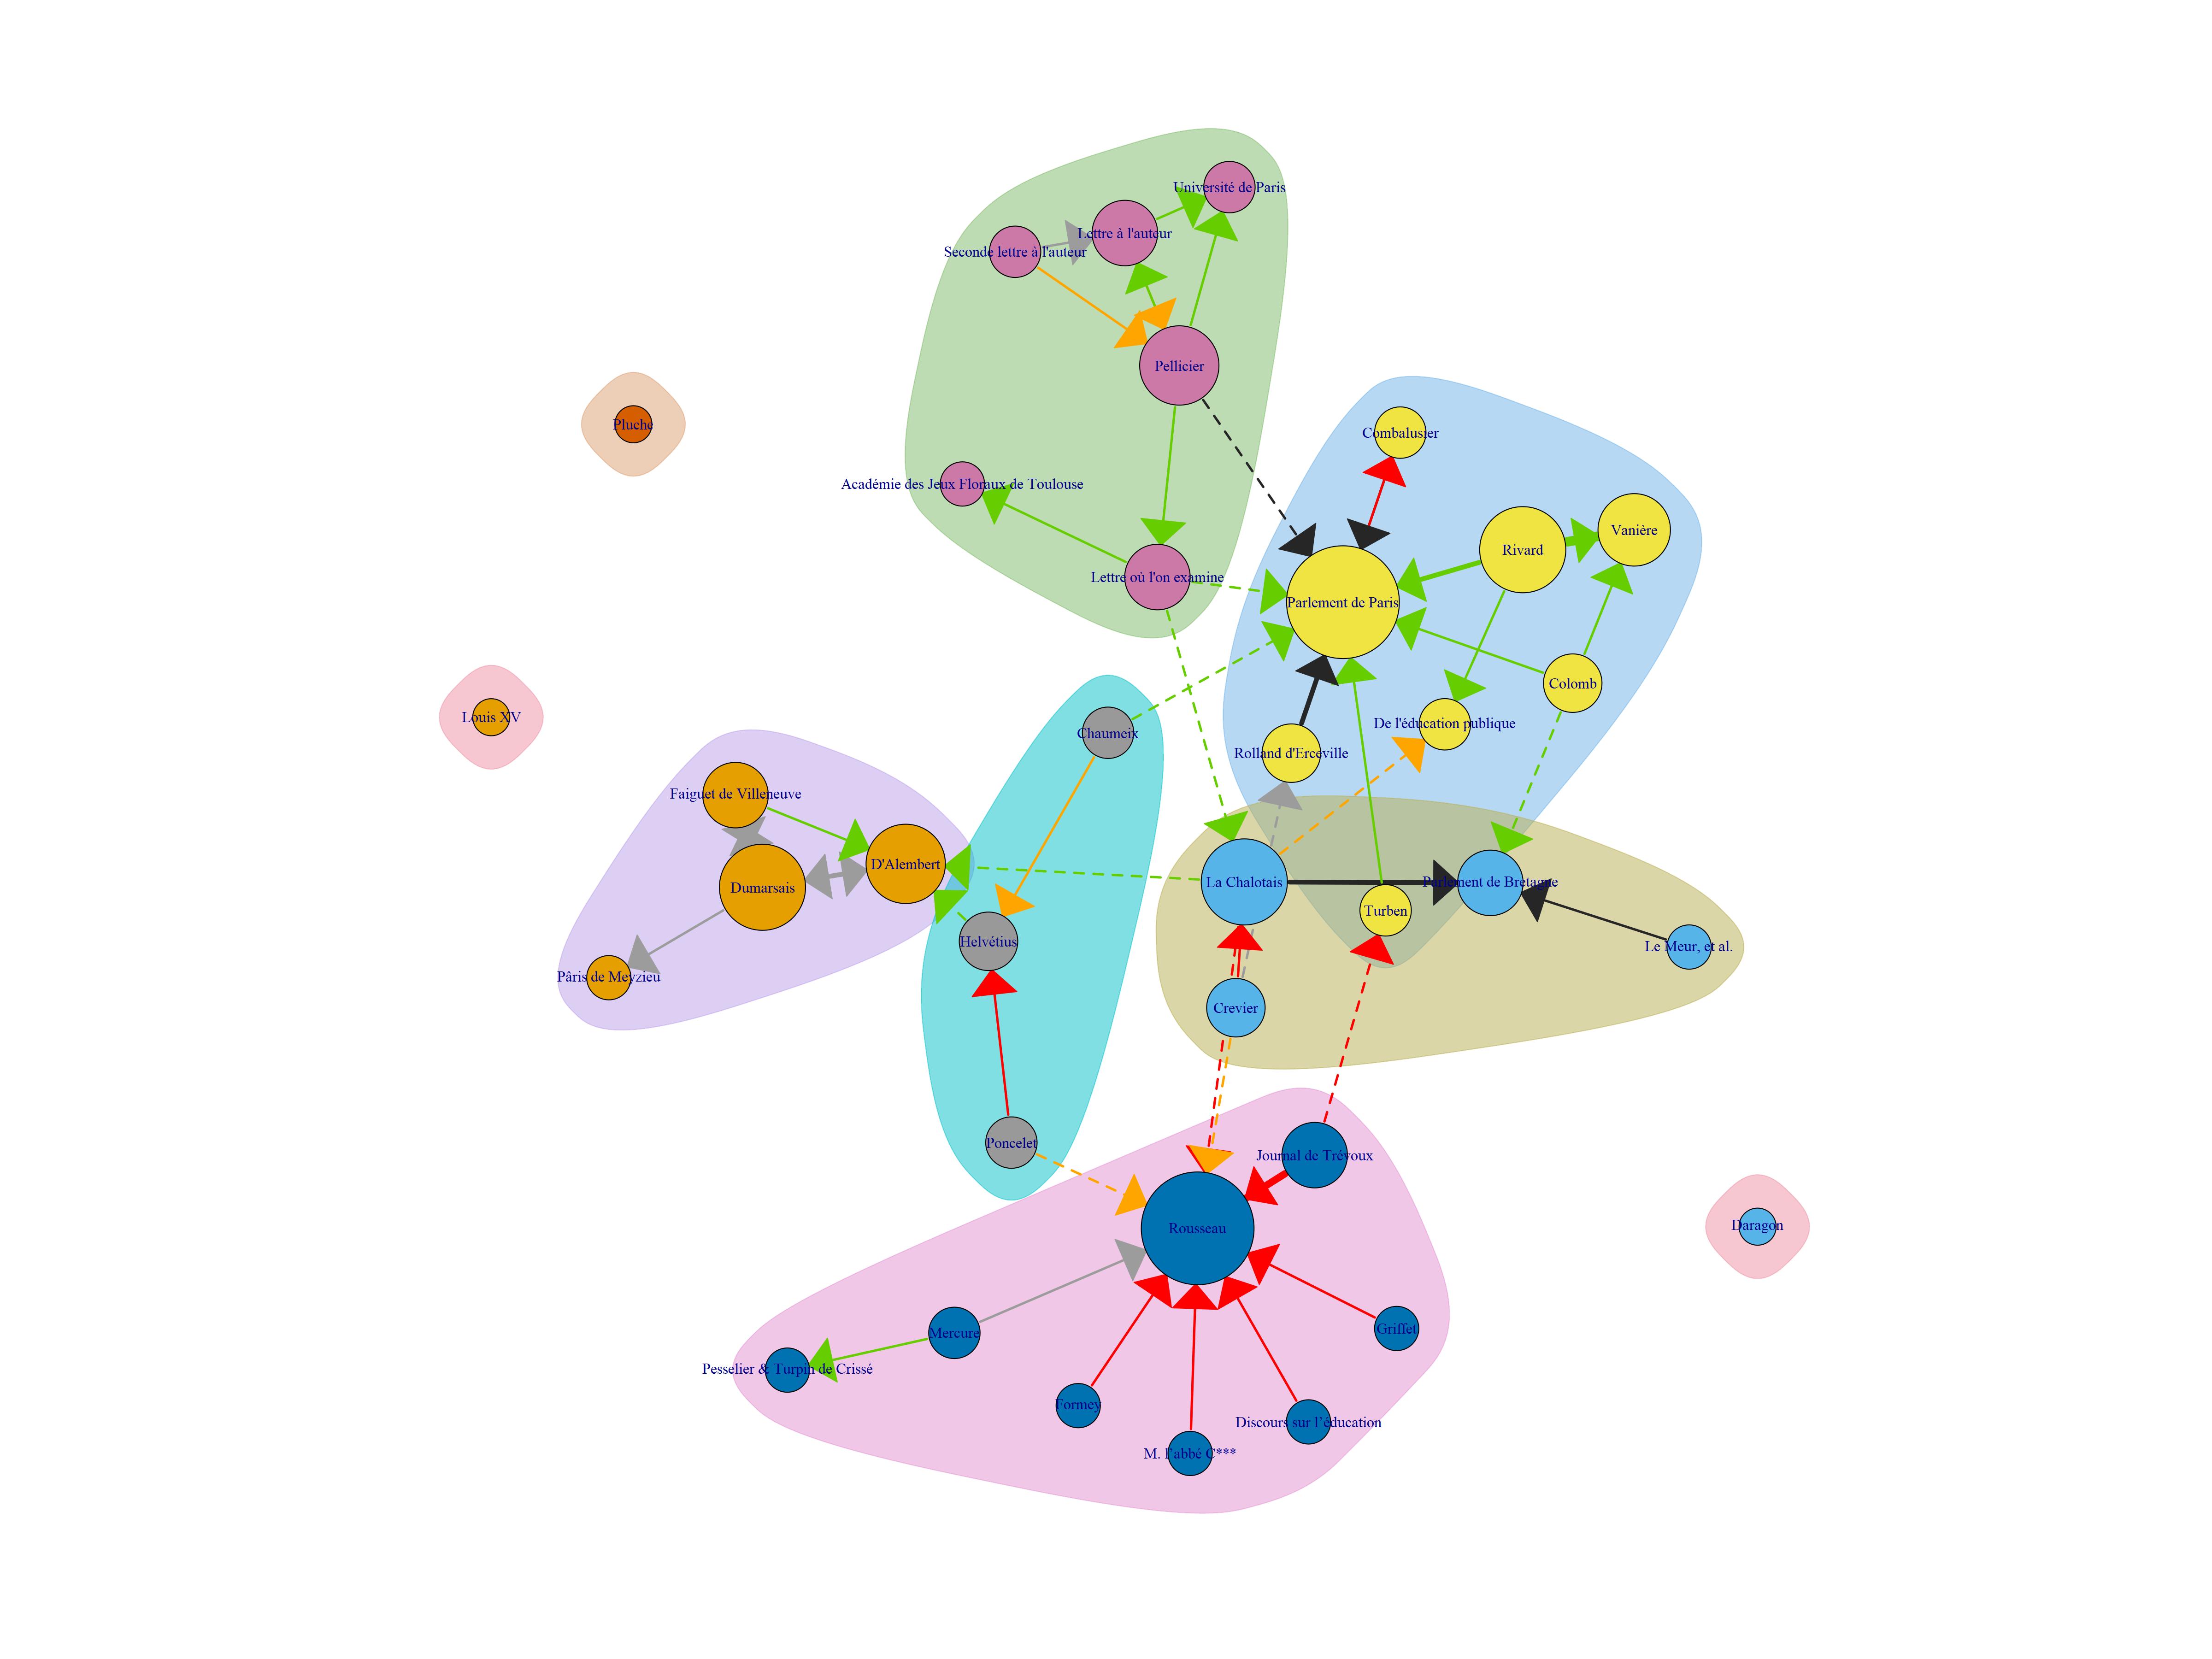 Université de Paris
Lettre à l'auteur
Seconde lettre à l'auteur
Pellicier
Pluche
Combalusier
Académie des Jeux Floraux de Toulouse
Vanière
Rivard
Lettre où l'on examine
Parlement de Paris
Colomb
Louis XV
De l'éducation publique
Chaumeix
Rolland d'Erceville
Faiguet de Villeneuve
D'Alembert
La Chalotais
Parlement de Bretagne
Dumarsais
Turben
Helvétius
Le Meur, et al.
Pâris de Meyzieu
Crevier
Poncelet
Journal de Trévoux
Daragon
Rousseau
Griffet
Mercure
Pesselier & Turpin de Crissé
Formey
Discours sur l’éducation
M. l'abbé C***